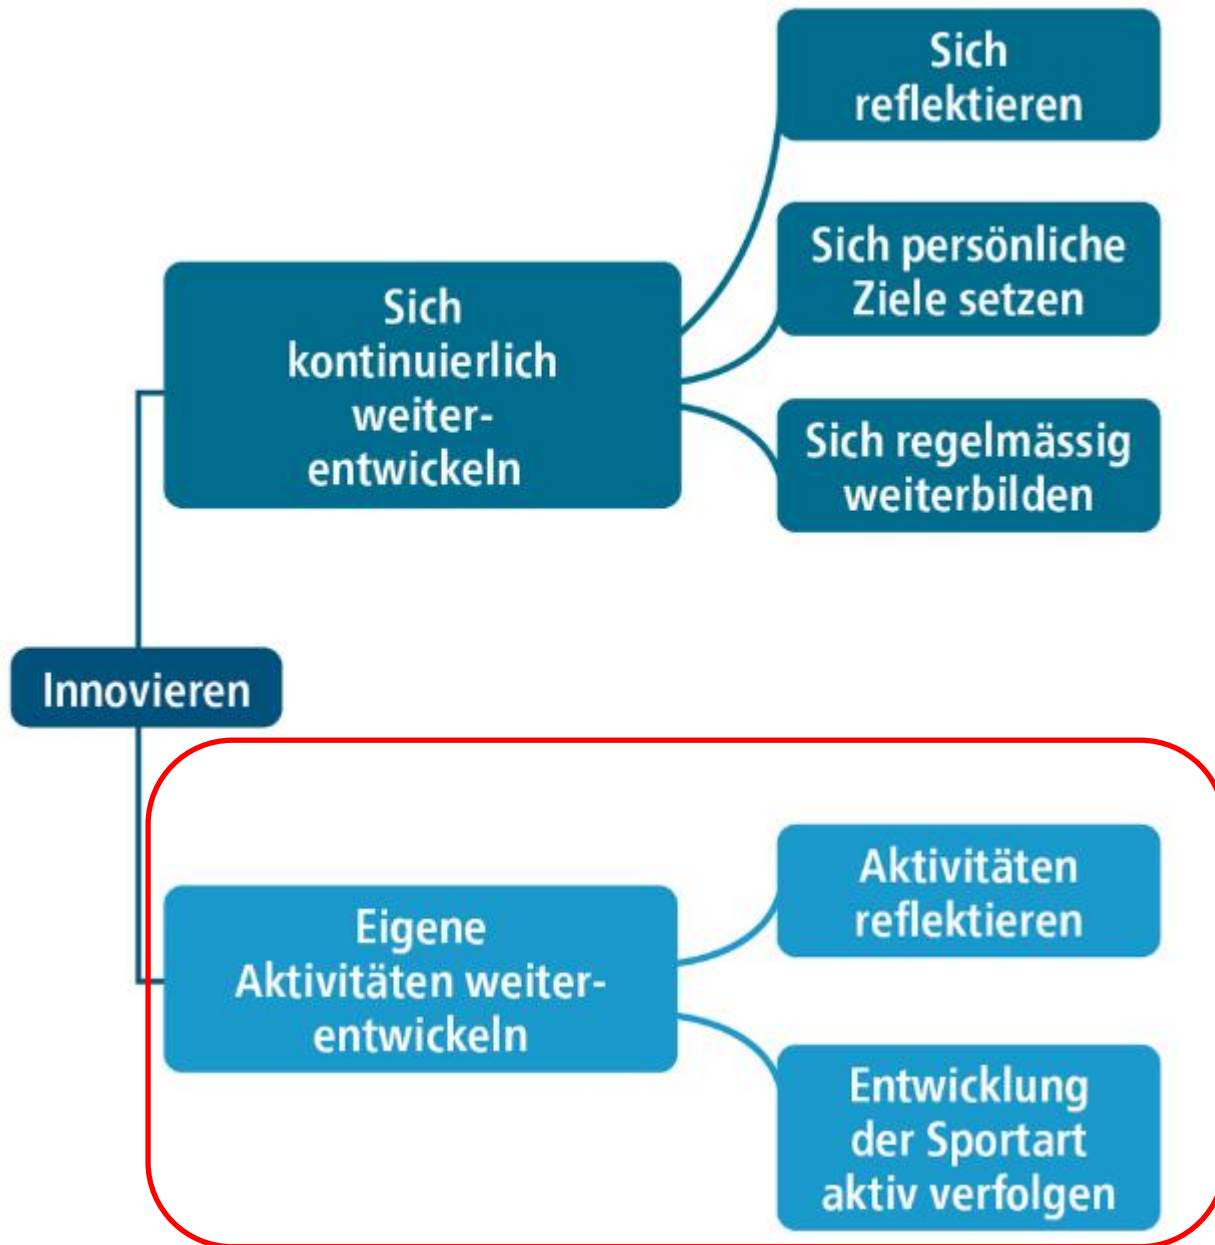 Sich
reflektieren
Sich persönliche
Ziele setzen
Sich
kontinuierlich
weiter-
entwickeln
Sich regelmässig
weiterbilden
Innovieren
Aktivitäten
reflektieren
Eigene
Aktivitäten weiter-
entwickeln
Entwicklung
der Sportart
aktiv verfolgen